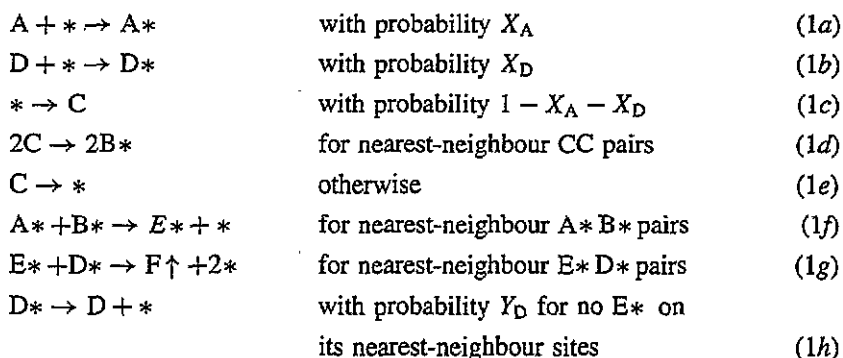 A + * → A* with probability X_A (1a)
D + * → D* with probability X_D (1b)
* → C with probability 1 − X_A − X_D (1c)
2C → 2B* for nearest-neighbour CC pairs (1d)
C → * otherwise (1e)
A* +B* → E* + * for nearest-neighbour A* B* pairs (1f)
E* +D* → F↑ +2* for nearest-neighbour E* D* pairs (1g)
D* → D + * with probability Y_D for no E* on
its nearest-neighbour sites (1h)